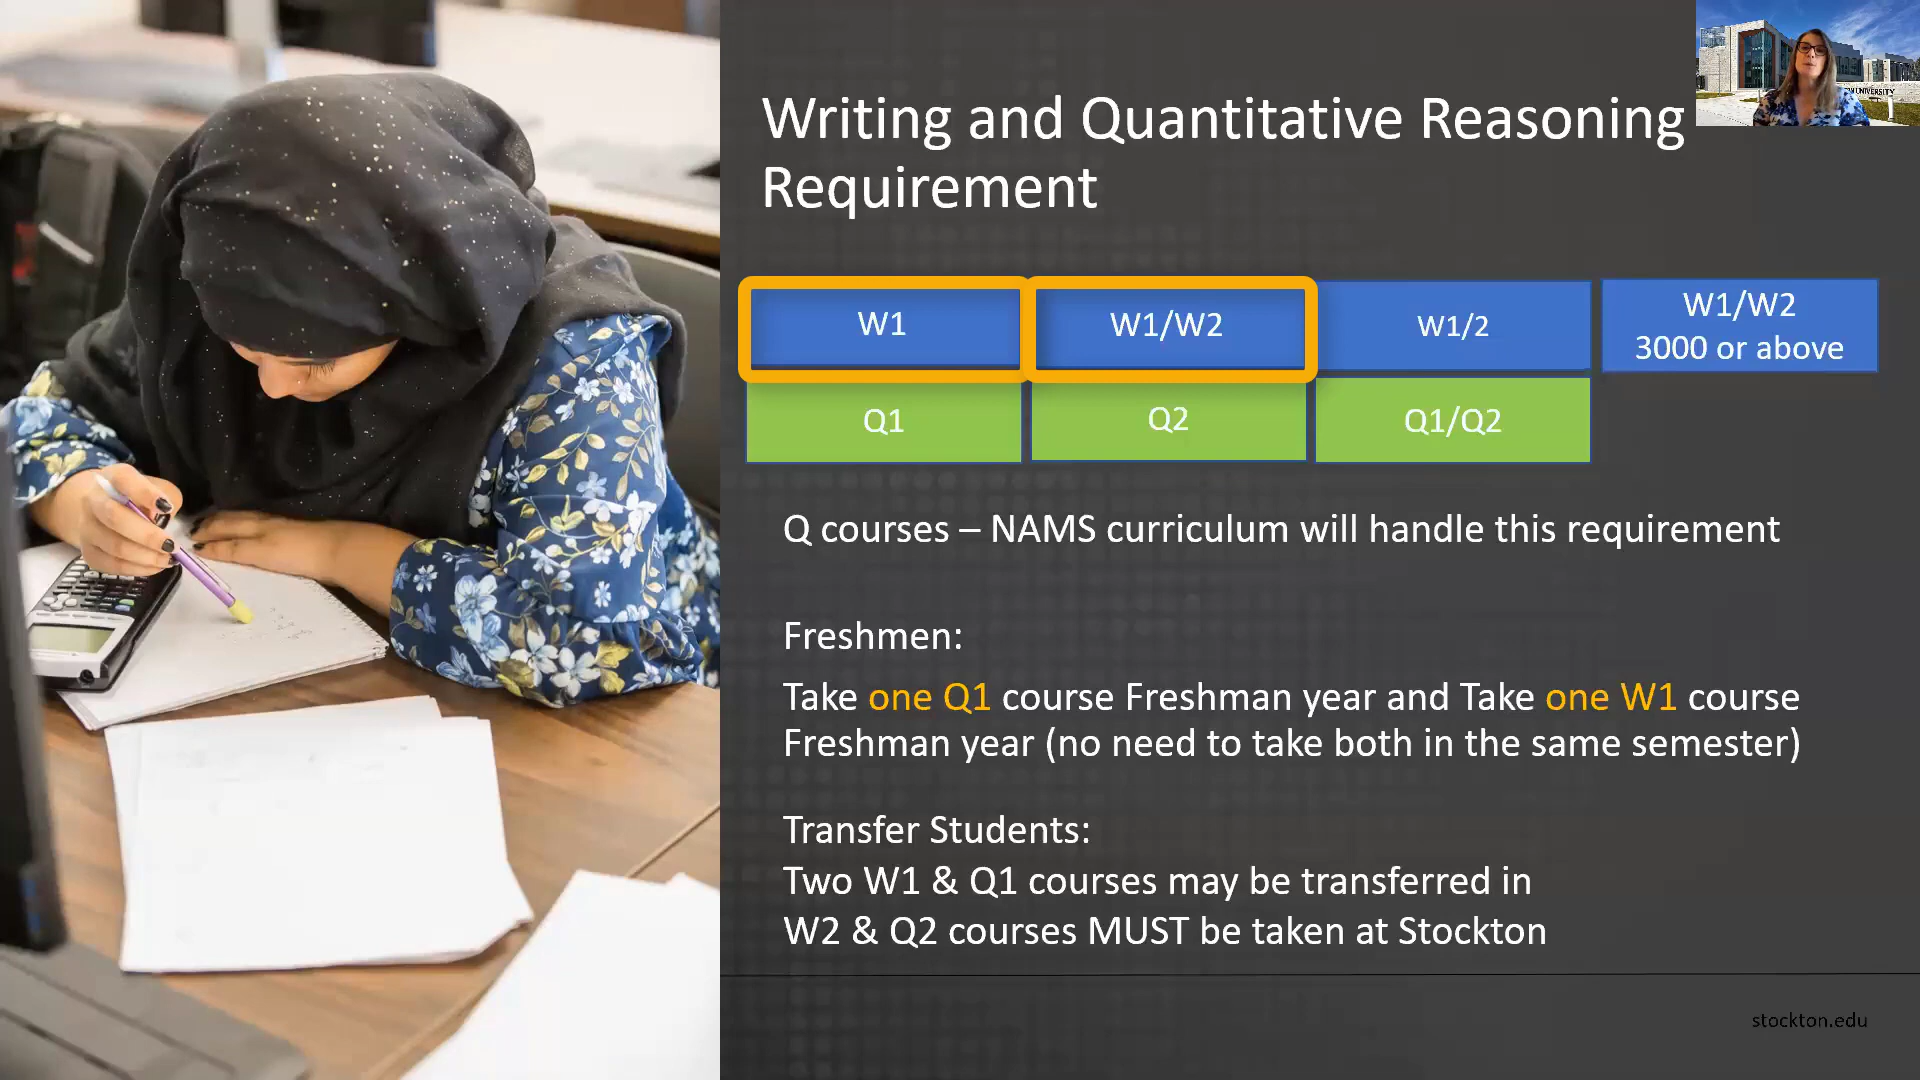 Writing and Quantitative Reasoning
Requirement
W1
W1/W2
W1/2
W1/W2
3000 or above
Q1
Q2
Q1/Q2
Q courses – NAMS curriculum will handle this requirement
Freshmen:
Take one Q1 course Freshman year and Take one W1 course
Freshman year (no need to take both in the same semester)
Transfer Students:
Two W1 & Q1 courses may be transferred in
W2 & Q2 courses MUST be taken at Stockton
stockton.edu
UNIVERSITY